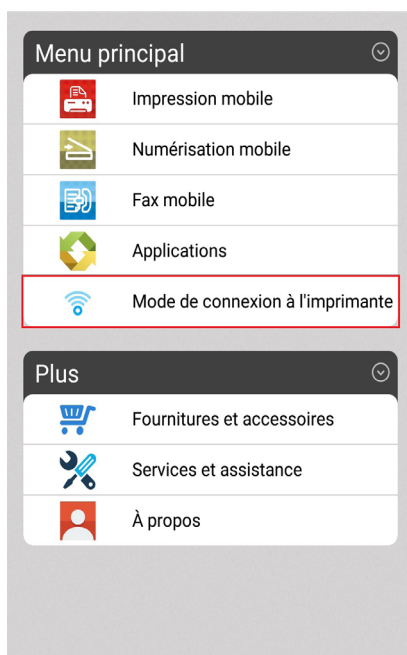 Menu principal
Impression mobile
Numérisation mobile
Fax mobile
Applications
Mode de connexion à l'imprimante
Plus
Fournitures et accessoires
Services et assistance
À propos